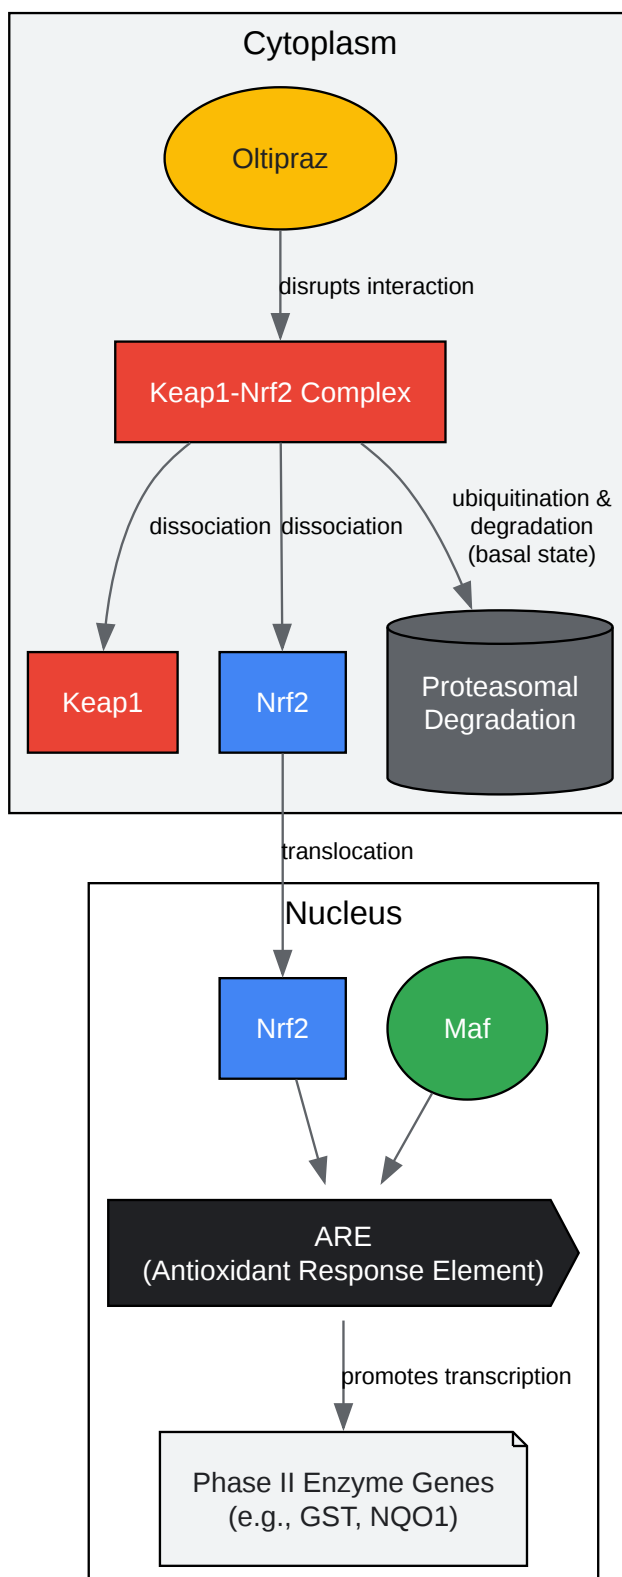 Cytoplasm
Oltipraz
disrupts interaction
Keap1-Nrf2 Complex
dissociation
dissociation
ubiquitination &
degradation
(basal state)
Keap1
Nrf2
Proteasomal
Degradation
translocation
Nucleus
Nrf2
Maf
ARE
(Antioxidant Response Element)
promotes transcription
Phase II Enzyme Genes
(e.g., GST, NQO1)